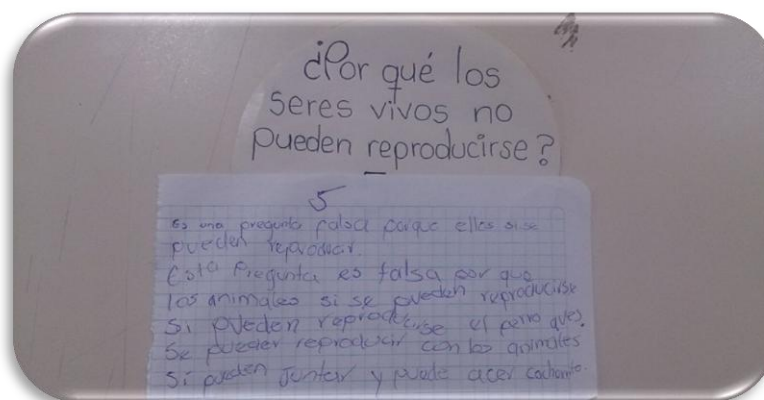 ¿Por qué los
seres vivos no
pueden reproducirse?
5
Es una pregunta falsa porque ellos si se
pueden reproducir.
Esta Pregunta es falsa por que
los animales si se pueden reproducirse
Si pueden reproducirse el perro
Se pueden reproducir con los animales
Si pueden Juntar y puede acer